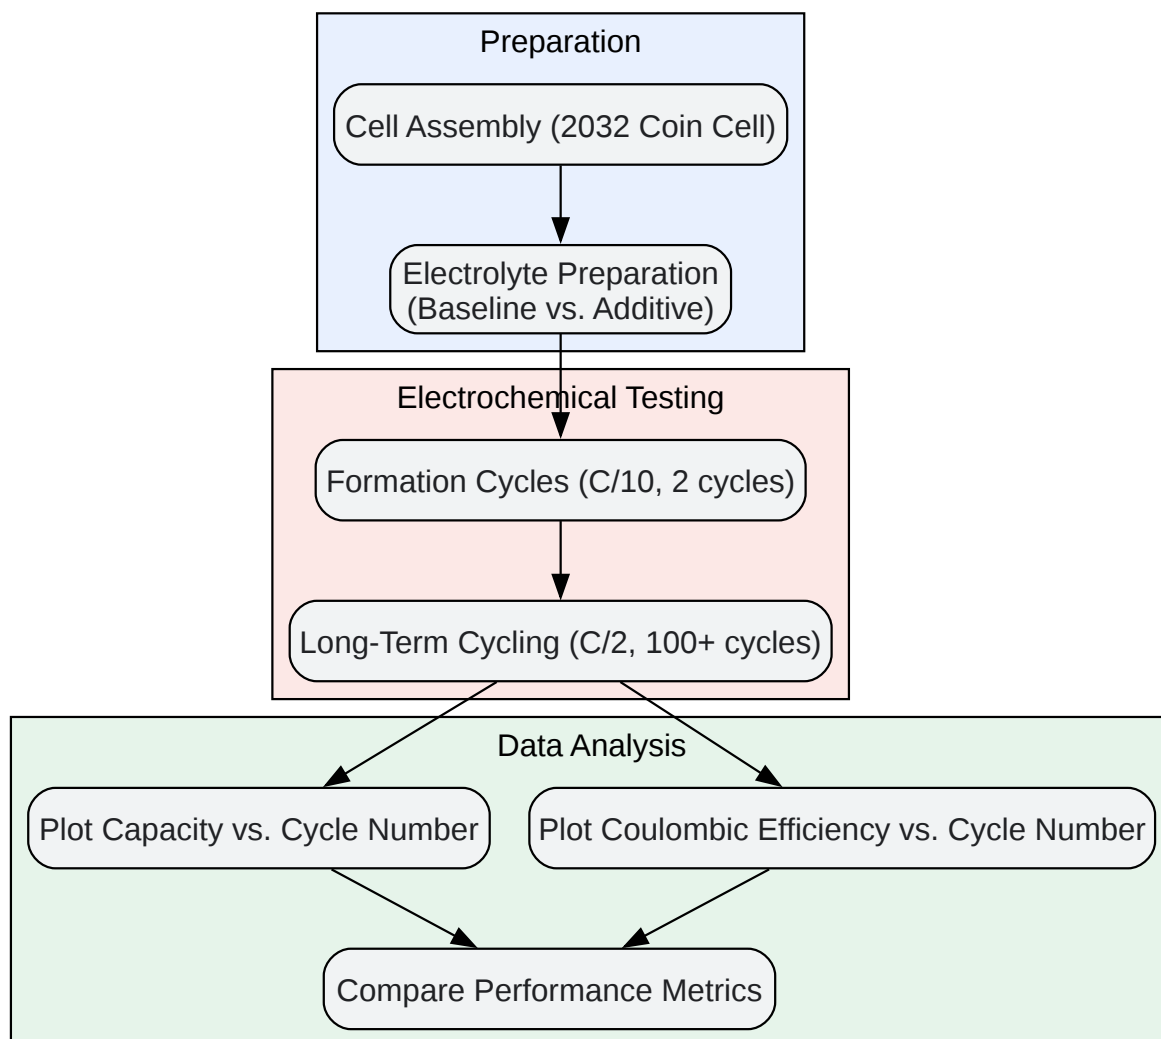 Preparation
Cell Assembly (2032 Coin Cell)
Electrolyte Preparation
(Baseline vs. Additive)
Electrochemical Testing
Formation Cycles (C/10, 2 cycles)
Long-Term Cycling (C/2, 100+ cycles)
Data Analysis
Plot Capacity vs. Cycle Number
Plot Coulombic Efficiency vs. Cycle Number
Compare Performance Metrics